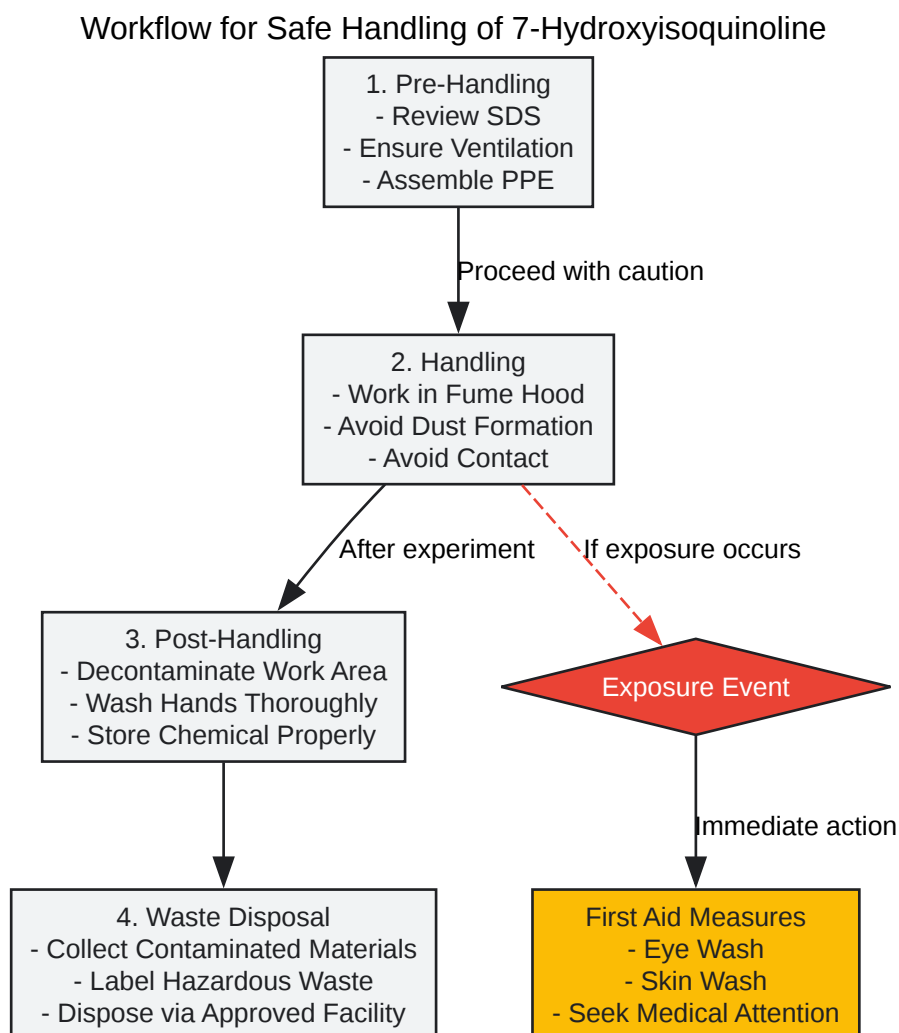 Workflow for Safe Handling of 7-Hydroxyisoquinoline
1. Pre-Handling
- Review SDS
- Ensure Ventilation
- Assemble PPE
Proceed with caution
2. Handling
- Work in Fume Hood
- Avoid Dust Formation
- Avoid Contact
After experiment
If exposure occurs
3. Post-Handling
- Decontaminate Work Area
- Wash Hands Thoroughly
- Store Chemical Properly
Exposure Event
Immediate action
4. Waste Disposal
- Collect Contaminated Materials
- Label Hazardous Waste
- Dispose via Approved Facility
First Aid Measures
- Eye Wash
- Skin Wash
- Seek Medical Attention